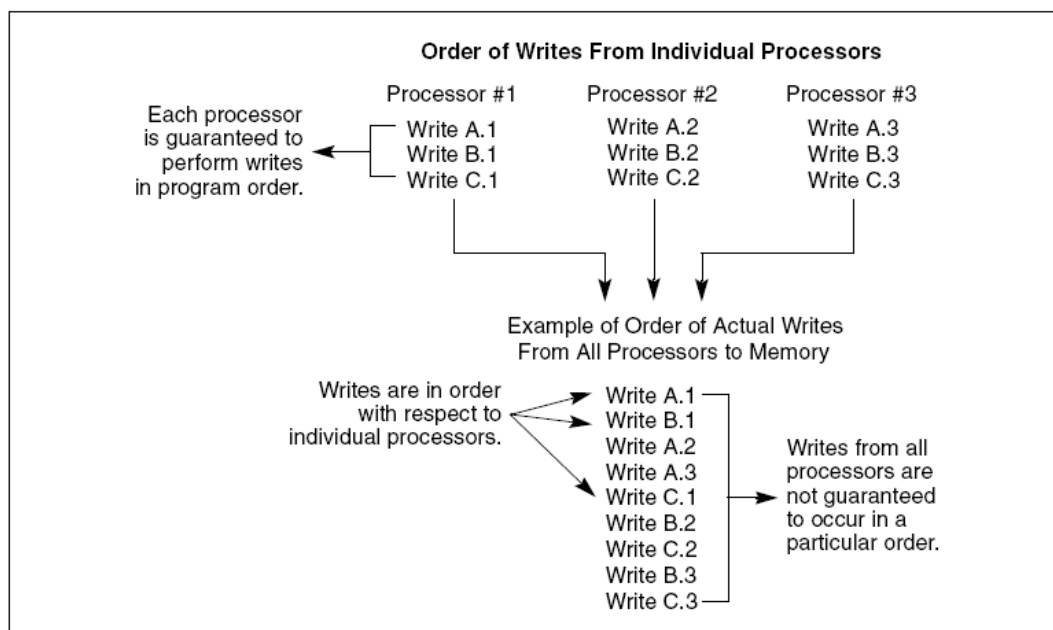 Order of Writes From Individual Processors
Processor #1
Processor #2
Processor #3
Each processor
is guaranteed to
perform writes
in program order.
Write A.1
Write B.1
Write C.1
Write A.2
Write B.2
Write C.2
Write A.3
Write B.3
Write C.3
Example of Order of Actual Writes
From All Processors to Memory
Writes are in order
with respect to
individual processors.
Write A.1
Write B.1
Write A.2
Write A.3
Write C.1
Write B.2
Write C.2
Write B.3
Write C.3
Writes from all
processors are
not guaranteed
to occur in a
particular order.